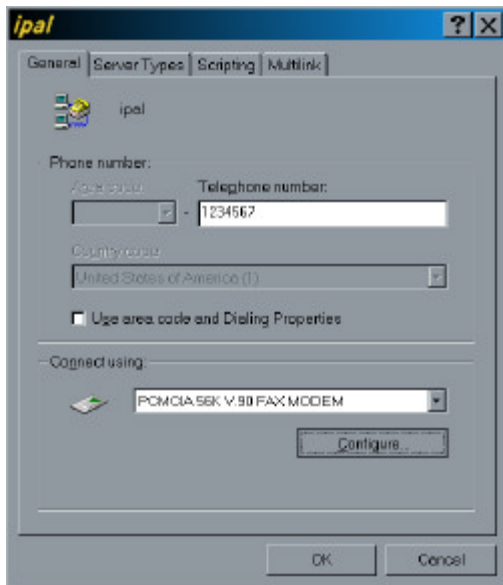 ipal
General Server Types Scripting Multilink
ipal
Phone number:
Area code: Telephone number:
- 1234567
Country code:
United States of America (1)
Use area code and Dialing Properties
Connect using:
PCMCIA 56K V.90 FAX MODEM
Configure...
OK Cancel